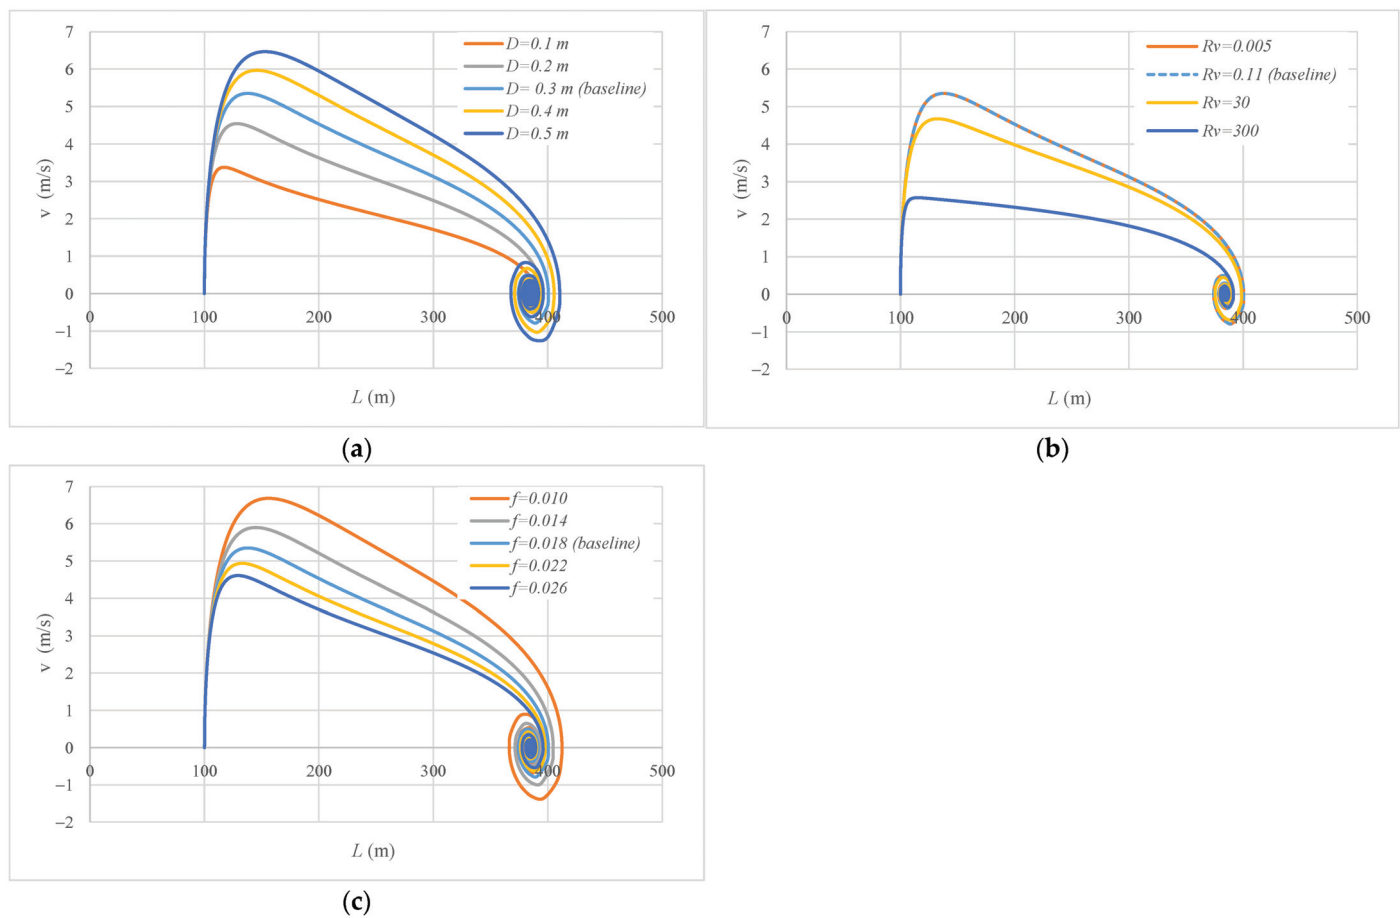 7
6
5
4
3
2
1
0
−1
−2
v (m/s)
0
100
200
300
400
500
L (m)
D=0.1 m
D=0.2 m
D= 0.3 m (baseline)
D=0.4 m
D=0.5 m
(a)
7
6
5
4
3
2
1
0
−1
−2
v (m/s)
0
100
200
300
400
500
L (m)
Rv=0.005
Rv=0.11 (baseline)
Rv=30
Rv=300
(b)
7
6
5
4
3
2
1
0
−1
−2
v (m/s)
0
100
200
300
400
500
L (m)
f=0.010
f=0.014
f=0.018 (baseline)
f=0.022
f=0.026
(c)